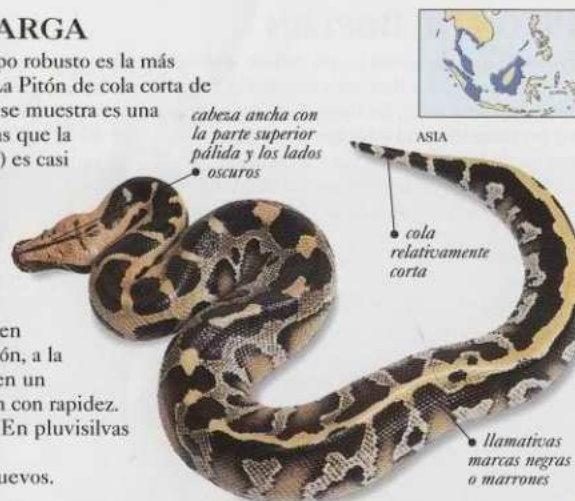 ARGA
po robusto es la más
La Pitón de cola corta de
se muestra es una
as que la
) es casi
en
ón, a la
en un
n con rapidez.
En pluvisilvas
uevos.
cabeza ancha con
la parte superior
pálida y los lados
oscuros
ASIA
cola
relativamente
corta
llamativas
marcas negras
o marrones